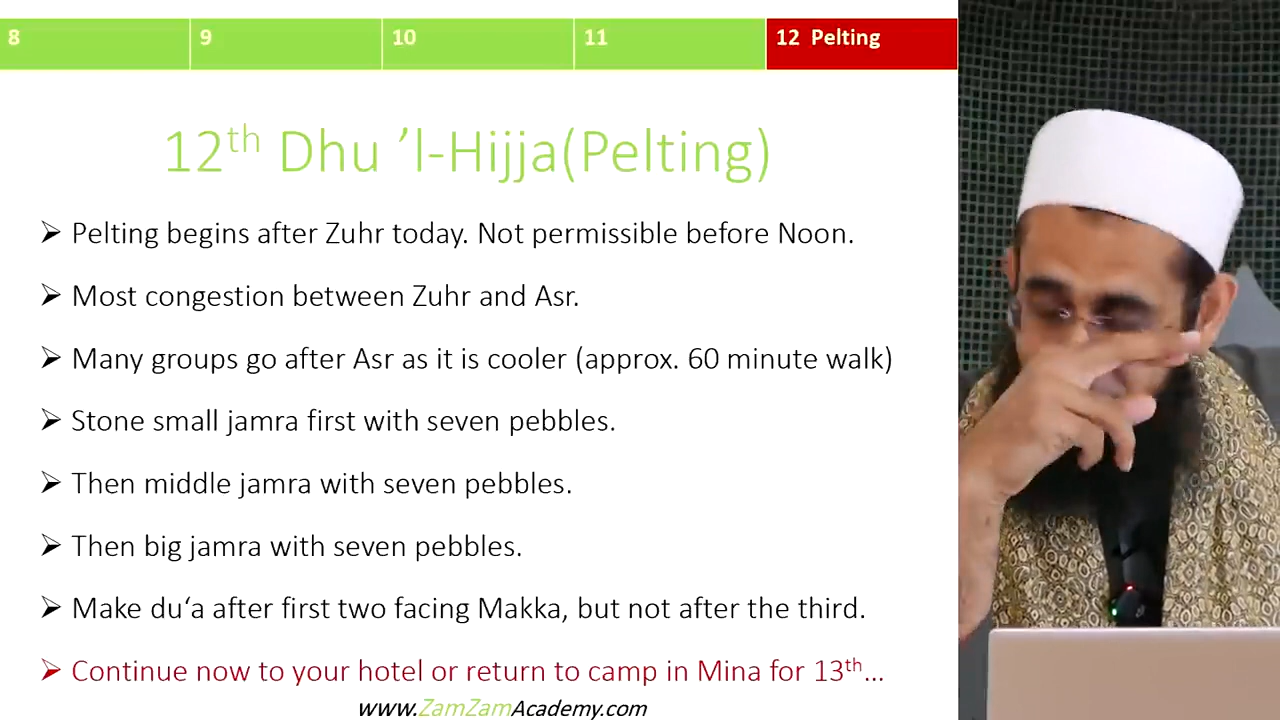 8
9
10
11
12 Pelting
12th Dhu ’l-Hijja(Pelting)
➢ Pelting begins after Zuhr today. Not permissible before Noon.
➢ Most congestion between Zuhr and Asr.
➢ Many groups go after Asr as it is cooler (approx. 60 minute walk)
➢ Stone small jamra first with seven pebbles.
➢ Then middle jamra with seven pebbles.
➢ Then big jamra with seven pebbles.
➢ Make du‘a after first two facing Makka, but not after the third.
➢ Continue now to your hotel or return to camp in Mina for 13th...
www.ZamZamAcademy.com